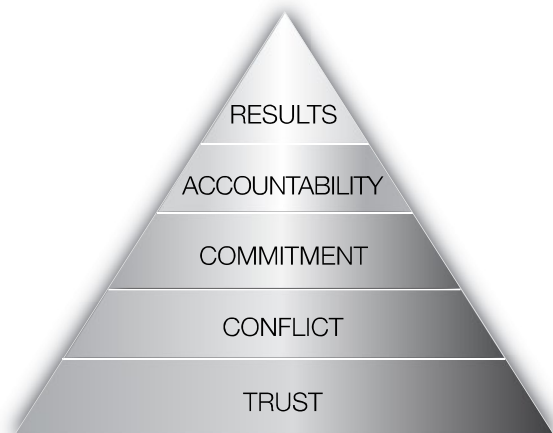 RESULTS
ACCOUNTABILITY
COMMITMENT
CONFLICT
TRUST